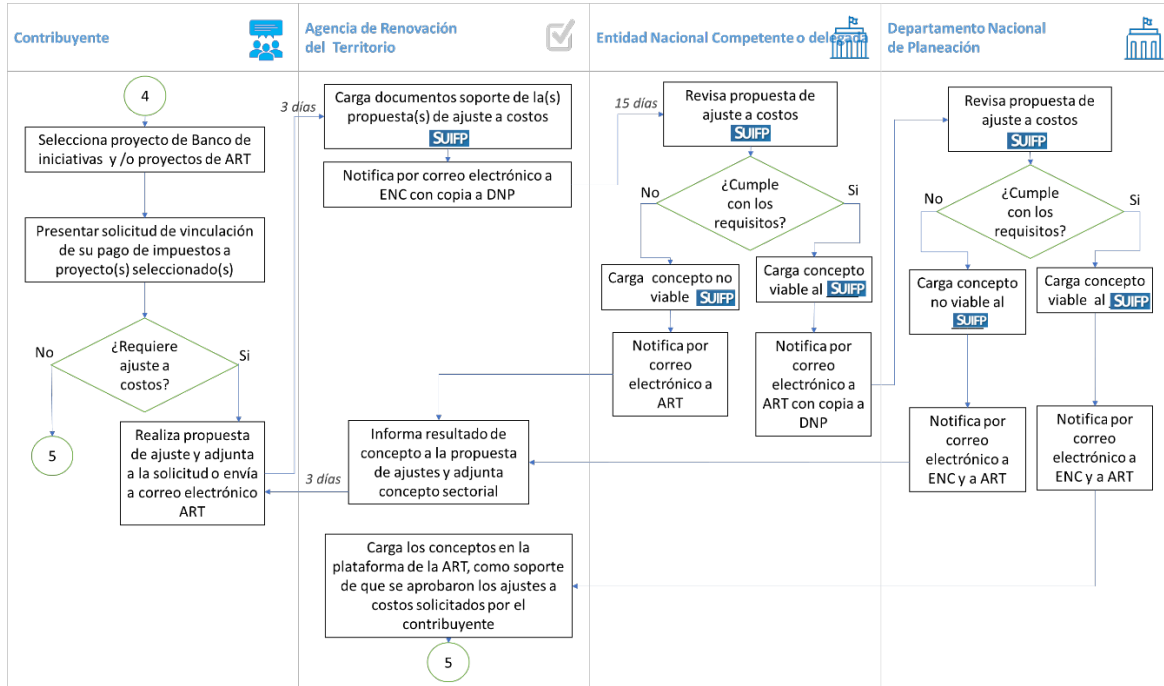 Contribuyente
Agencia de Renovación
del Territorio
Entidad Nacional Competente o delegada
Departamento Nacional
de Planeación
4
Selecciona proyecto de Banco de
iniciativas y /o proyectos de ART
Presentar solicitud de vinculación
de su pago de impuestos a
proyecto(s) seleccionado(s)
No
¿Requiere
ajuste a
costos?
Si
5
Realiza propuesta
de ajuste y adjunta
a la solicitud o envía
a correo electrónico
ART
3 días
Carga documentos soporte de la(s)
propuesta(s) de ajuste a costos
SUIFP
Notifica por correo electrónico a
ENC con copia a DNP
3 días
Informa resultado de
concepto a la propuesta
de ajustes y adjunta
concepto sectorial
Carga los conceptos en la
plataforma de la ART, como soporte
de que se aprobaron los ajustes a
costos solicitados por el
contribuyente
5
15 días
Revisa propuesta de
ajuste a costos
SUIFP
No
¿Cumple
con los
requisitos?
Si
Carga concepto no
viable SUIFP
Carga concepto
viable al SUIFP
Notifica por
correo
electrónico a
ART
Notifica por
correo
electrónico a
ART con copia a
DNP
Revisa propuesta de
ajuste a costos
SUIFP
No
¿Cumple
con los
requisitos?
Si
Carga concepto
no viable al
SUIFP
Carga concepto
viable al SUIFP
Notifica por
correo
electrónico a
ENC y a ART
Notifica por
correo
electrónico a
ENC y a ART